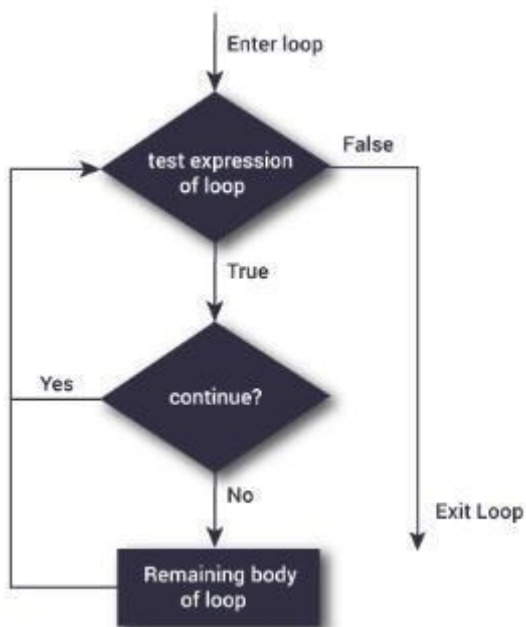 Enter loop
test expression
of loop
False
True
Yes
continue?
No
Exit Loop
Remaining body
of loop